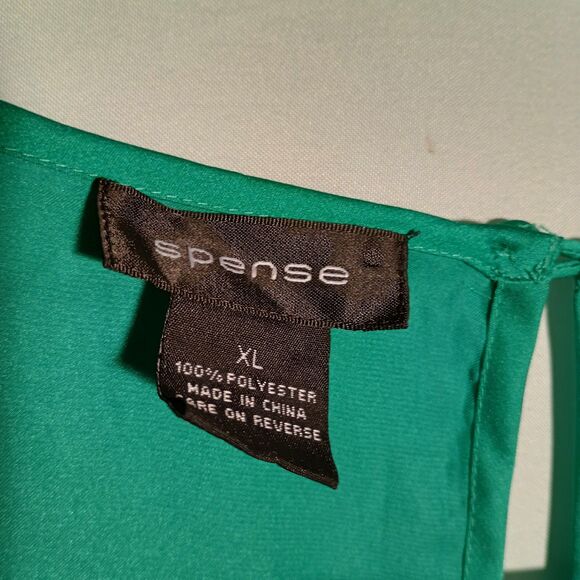 spense
XL
100% POLYESTER
MADE IN CHINA
CARE ON REVERSE